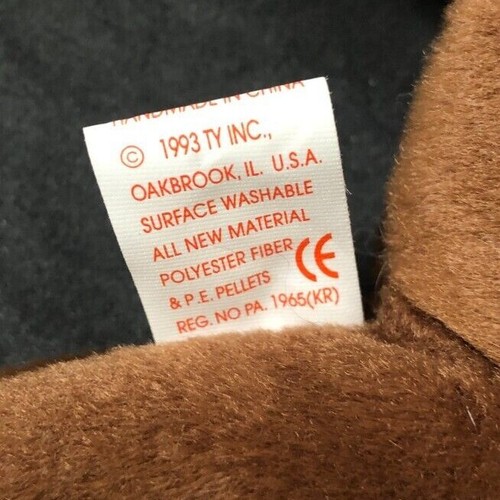 HANDMADE IN CHINA
© 1993 TY INC.,
OAKBROOK, IL. U.S.A.
SURFACE WASHABLE
ALL NEW MATERIAL
POLYESTER FIBER
& P.E. PELLETS CE
REG. NO PA. 1965(KR)